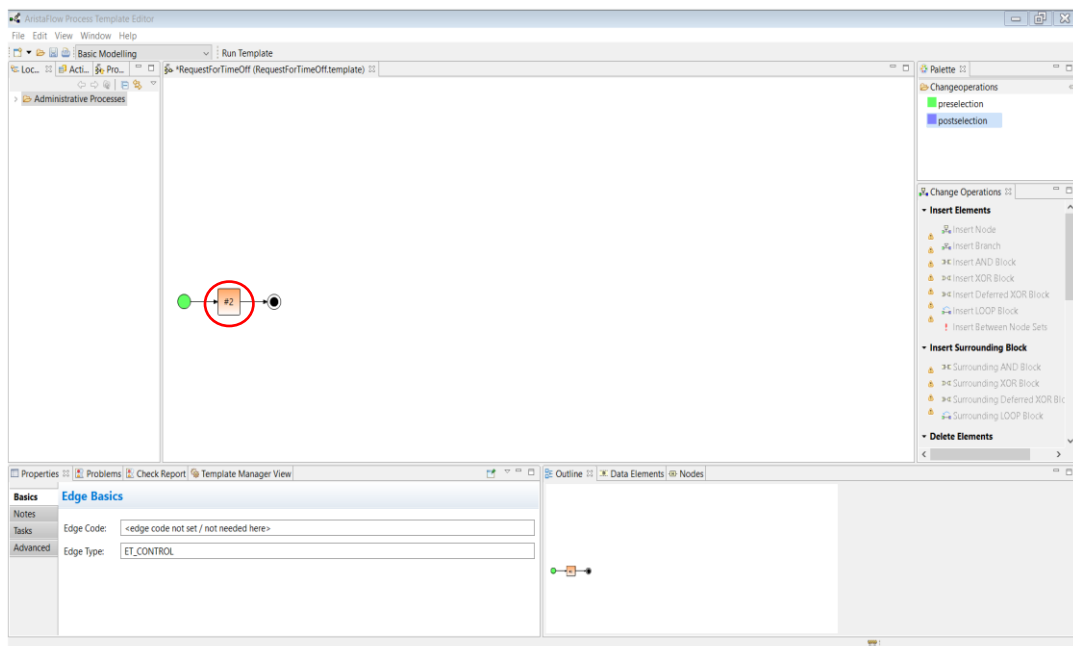 AristaFlow Process Template Editor
File Edit View Window Help
Basic Modelling Run Template
Loc... Acti... Pro... *RequestForTimeOff (RequestForTimeOff.template) Palette
Administrative Processes
Changeoperations
preselection
postselection
Change Operations
Insert Elements
Insert Node
Insert Branch
Insert AND Block
Insert XOR Block
Insert Deferred XOR Block
Insert LOOP Block
Insert Between Node Sets
Insert Surrounding Block
Surrounding AND Block
Surrounding XOR Block
Surrounding Deferred XOR Blc
Surrounding LOOP Block
Delete Elements
#2
Properties Problems Check Report Template Manager View
Basics
Notes
Tasks
Advanced
Edge Basics
Edge Code: <edge code not set / not needed here>
Edge Type: ET_CONTROL
Outline Data Elements Nodes